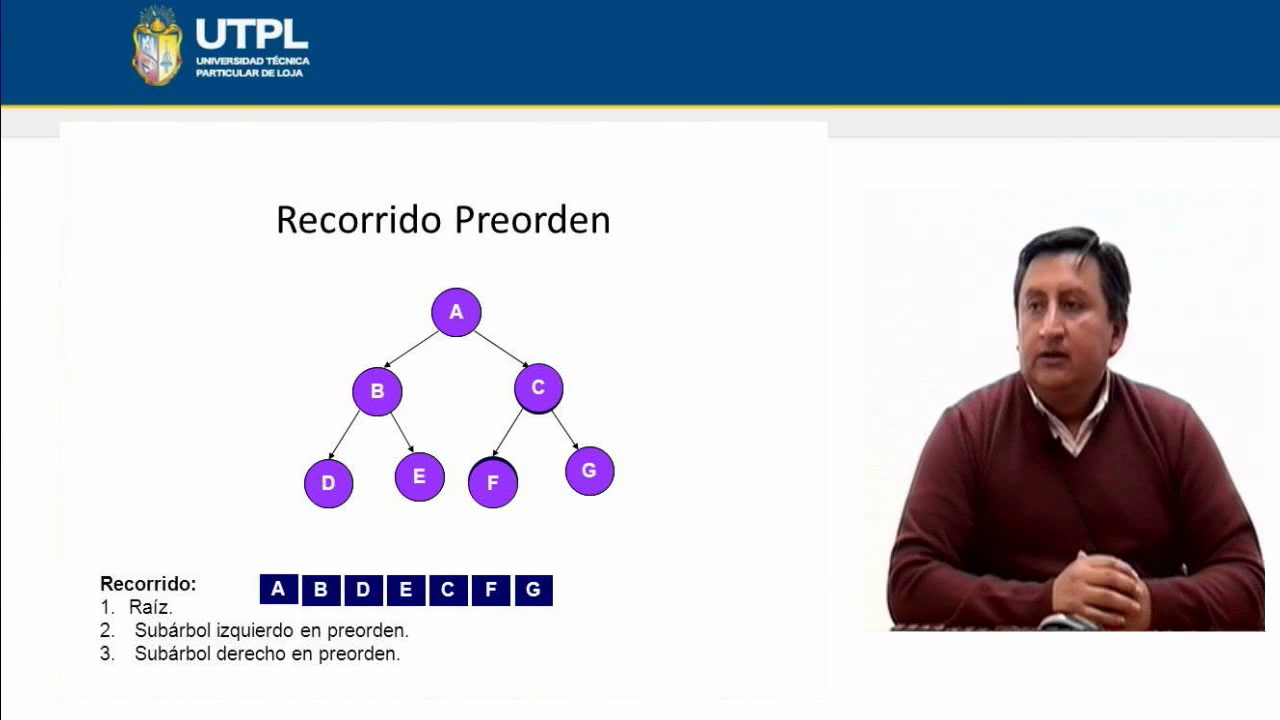 UTPL
UNIVERSIDAD TÉCNICA
PARTICULAR DE LOJA
Recorrido Preorden
A
B
C
D
E
F
G
Recorrido:
A B D E C F G
1. Raíz.
2. Subárbol izquierdo en preorden.
3. Subárbol derecho en preorden.